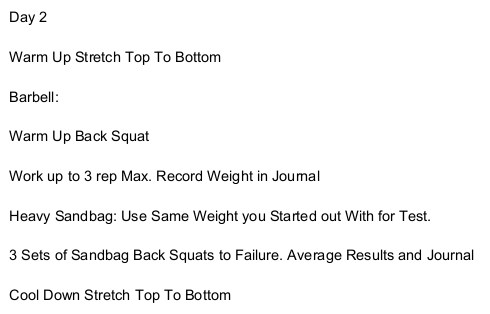 Day 2
Warm Up Stretch Top To Bottom
Barbell:
Warm Up Back Squat
Work up to 3 rep Max. Record Weight in Journal
Heavy Sandbag: Use Same Weight you Started out With for Test.
3 Sets of Sandbag Back Squats to Failure. Average Results and Journal
Cool Down Stretch Top To Bottom